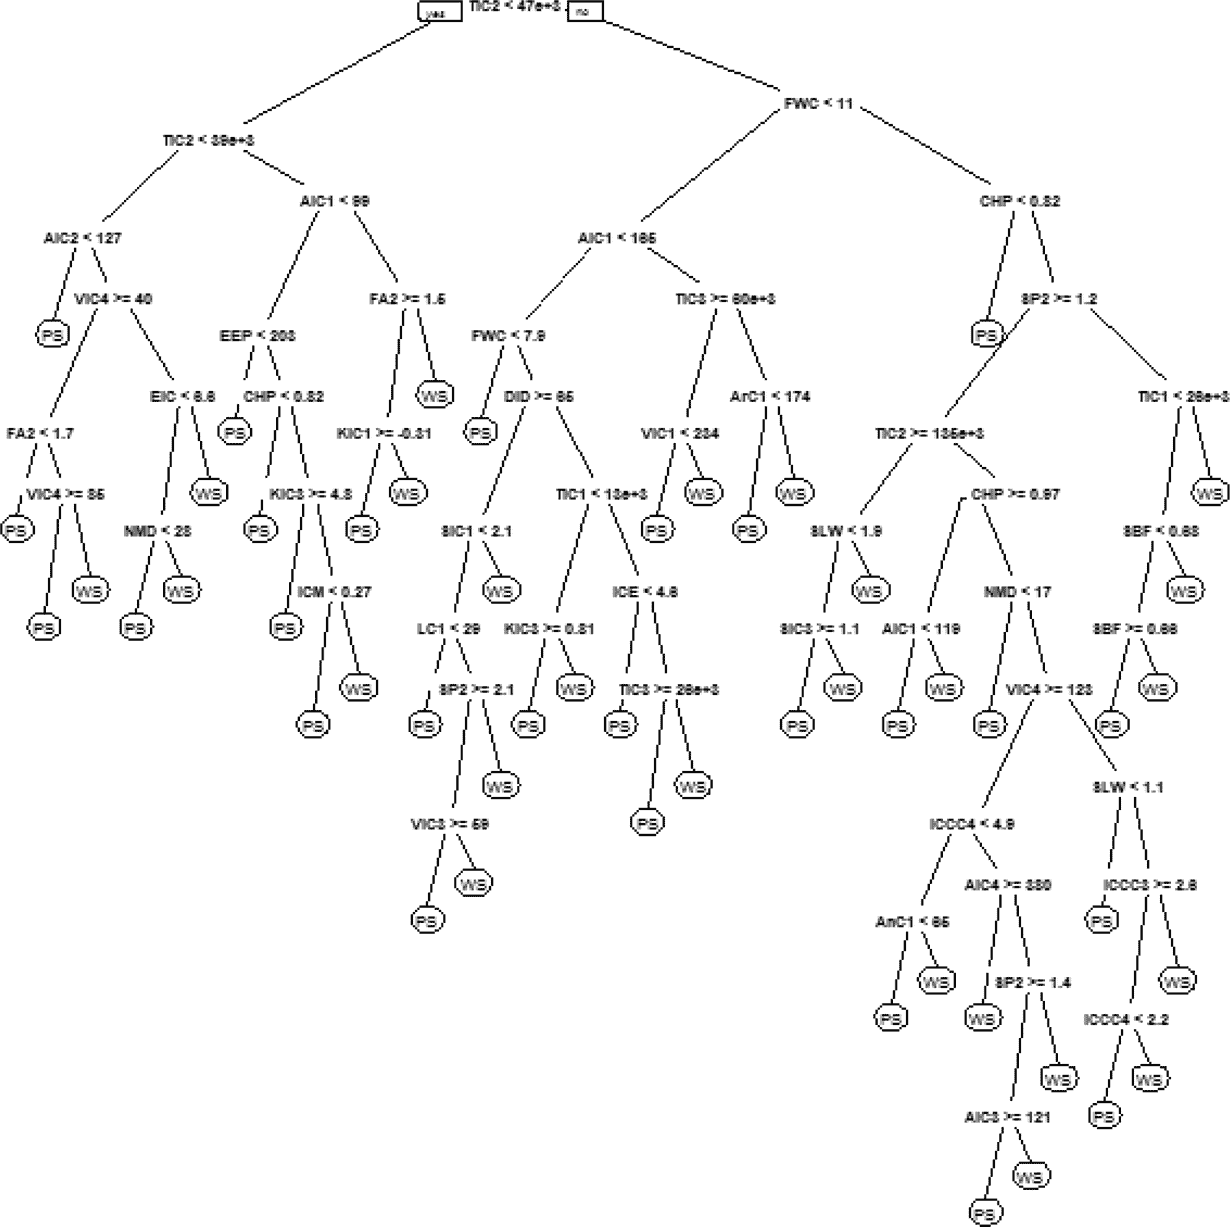 yes TIC2 < 47e+3 no
FWC < 11
TIC2 < 39e+3
AIC1 < 99 CHP < 0.82
AIC2 < 127 AIC1 < 165
VIC4 >= 40 FA2 >= 1.5 TIC3 >= 60e+3 SP2 >= 1.2
PS EEP < 203 FWC < 7.9 PS
EIC < 6.6 CHP < 0.82 WS DID >= 65 ArC1 < 174 TIC1 < 26e+3
FA2 < 1.7 PS KIC1 >= -0.31 PS VIC1 < 234 TIC2 >= 135e+3
VIC4 >= 35 WS KIC3 >= 4.3 WS TIC1 < 13e+3 WS WS CHP >= 0.97 WS
PS NMD < 23 PS PS SIC1 < 2.1 PS PS SLW < 1.9 SBF < 0.68
WS WS ICM < 0.27 WS ICE < 4.6 WS NMD < 17 WS
PS PS PS LC1 < 29 KIC3 >= 0.31 SIC3 >= 1.1 AIC1 < 119 SBF >= 0.66
WS SP2 >= 2.1 WS TIC3 >= 26e+3 WS WS VIC4 >= 123 WS
PS PS PS PS PS PS PS PS
WS WS SLW < 1.1
VIC3 >= 59 PS ICCC4 < 4.9
WS AIC4 >= 330 ICCC3 >= 2.6
PS AnC1 < 65 PS
WS SP2 >= 1.4 WS
PS WS ICCC4 < 2.2
WS WS
AIC3 >= 121 PS
WS
PS